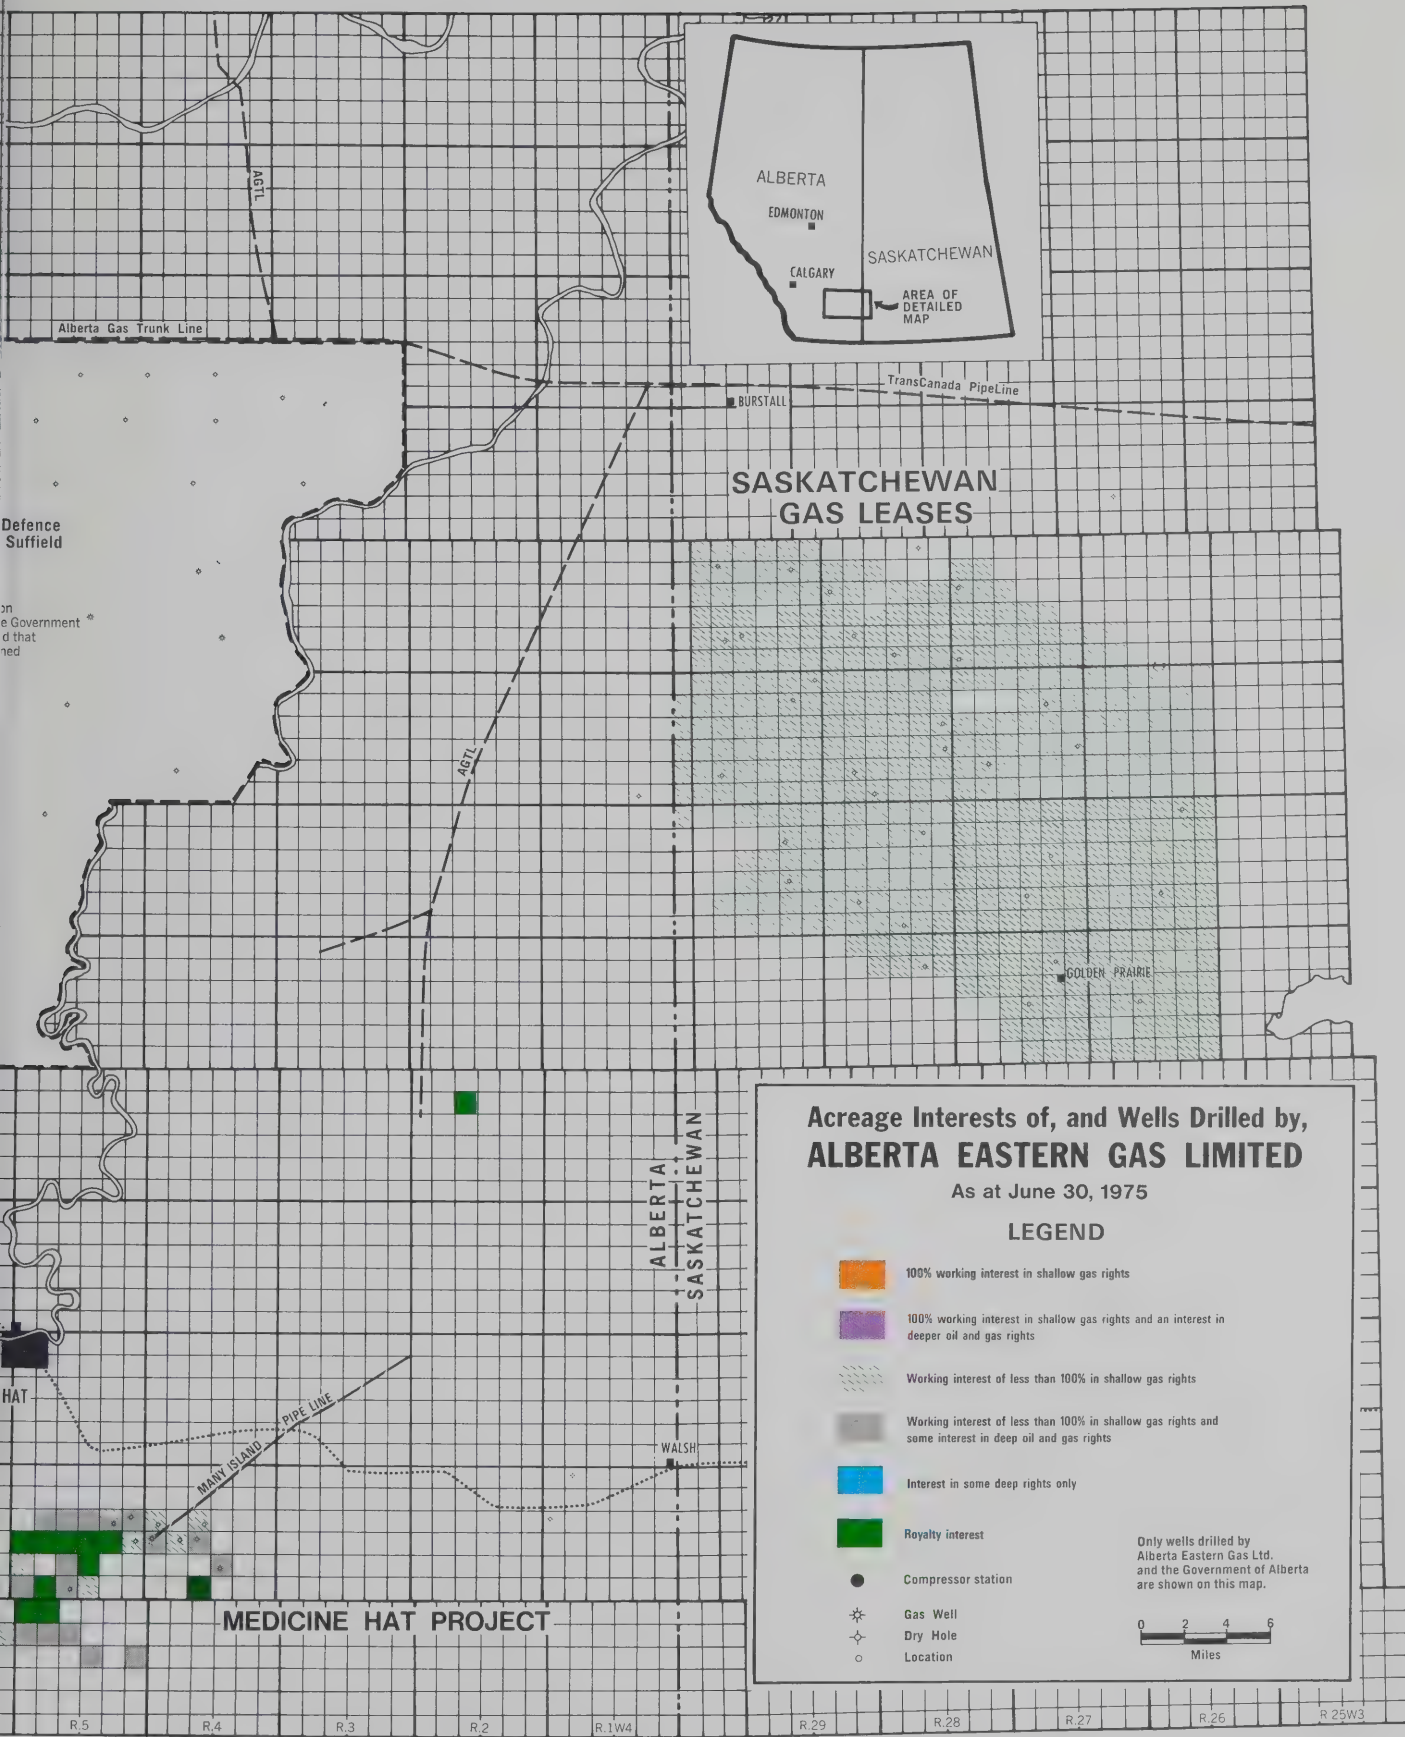 ALBERTA
EDMONTON
SASKATCHEWAN
CALGARY
AREA OF
DETAILED
MAP
AGTL
Alberta Gas Trunk Line
TransCanada PipeLine
BURSTALL
SASKATCHEWAN
GAS LEASES
Defence
Suffield
on
e Government
d that
ned
AGTL
GOLDEN PRAIRIE
ALBERTA
SASKATCHEWAN
HAT
PIPE LINE
MANY ISLAND
WALSH
MEDICINE HAT PROJECT
Acreage Interests of, and Wells Drilled by,
ALBERTA EASTERN GAS LIMITED
As at June 30, 1975
LEGEND
100% working interest in shallow gas rights
100% working interest in shallow gas rights and an interest in
deeper oil and gas rights
Working interest of less than 100% in shallow gas rights
Working interest of less than 100% in shallow gas rights and
some interest in deep oil and gas rights
Interest in some deep rights only
Royalty interest
Compressor station
Gas Well
Dry Hole
Location
Only wells drilled by
Alberta Eastern Gas Ltd.
and the Government of Alberta
are shown on this map.
0 2 4 6
Miles
R.5 R.4 R.3 R.2 R.1W4 R.29 R.28 R.27 R.26 R 25W3